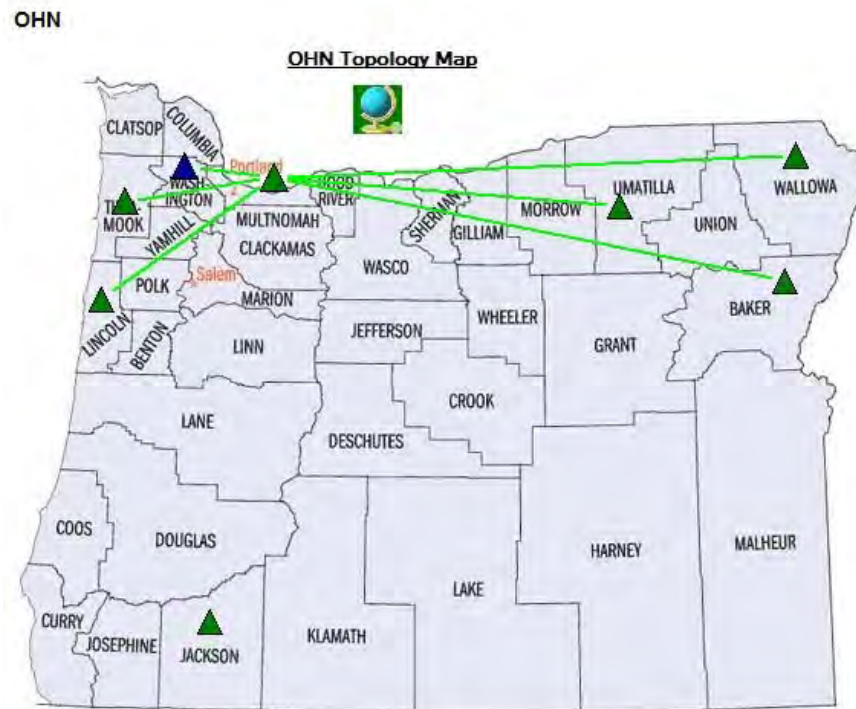 OHN
OHN Topology Map
CLATSOP
COLUMBIA
Portland
WASH-
INGTON
HOOD
RIVER
MOOK
MULTNOMAH
CLACKAMAS
YAMHILL
SHERMAN
GILLIAM
MORROW
UMATILLA
WALLOWA
UNION
WASCO
Salem
POLK
MARION
LINCOLN
BENTON
LINN
JEFFERSON
WHEELER
GRANT
BAKER
CROOK
LANE
DESCHUTES
COOS
DOUGLAS
HARNEY
MALHEUR
LAKE
CURRY
JOSEPHINE
JACKSON
KLAMATH